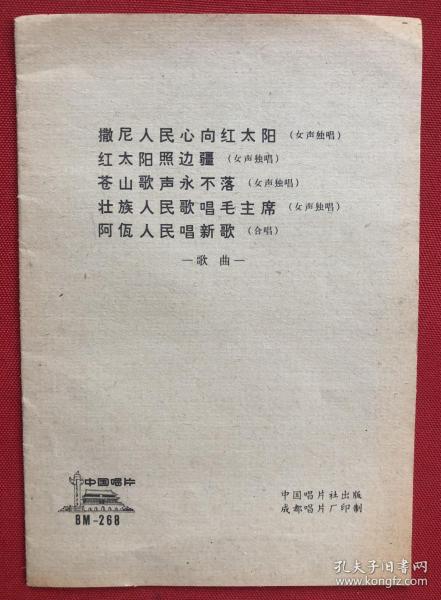 撒尼人民心向红太阳（女声独唱）
红太阳照边疆（女声独唱）
苍山歌声永不落（女声独唱）
壮族人民歌唱毛主席（女声独唱）
阿佤人民唱新歌（合唱）
—歌曲—
中国唱片
BM-268
中国唱片社出版
成都唱片厂印制
孔夫子旧书网
www.kongfz.com